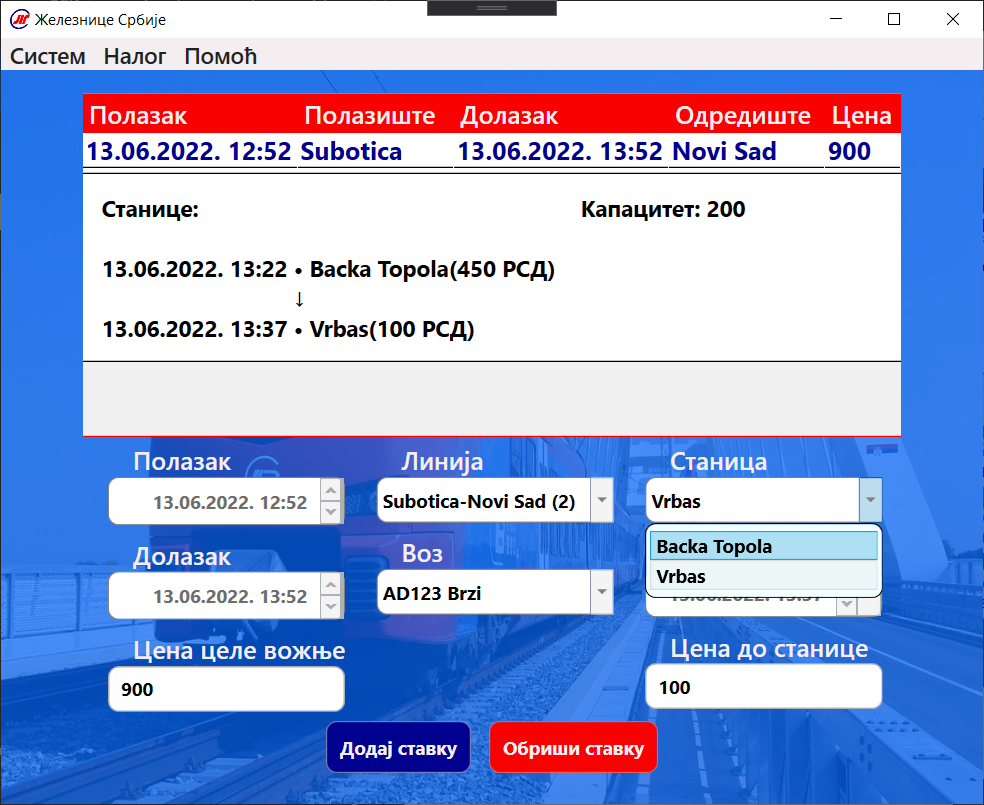 Железнице Србије
Систем Налог Помоћ
Полазак Полазиште Долазак Одредиште Цена
13.06.2022. 12:52 Subotica 13.06.2022. 13:52 Novi Sad 900
Станице: Капацитет: 200
13.06.2022. 13:22 • Backa Topola(450 РСД)
↓
13.06.2022. 13:37 • Vrbas(100 РСД)
Полазак Линија Станица
13.06.2022. 12:52 Subotica-Novi Sad (2) Vrbas
Backa Topola
Долазак Воз
Vrbas
13.06.2022. 13:52 AD123 Brzi
Цена целе вожње Цена до станице
900 100
Додај ставку Обриши ставку